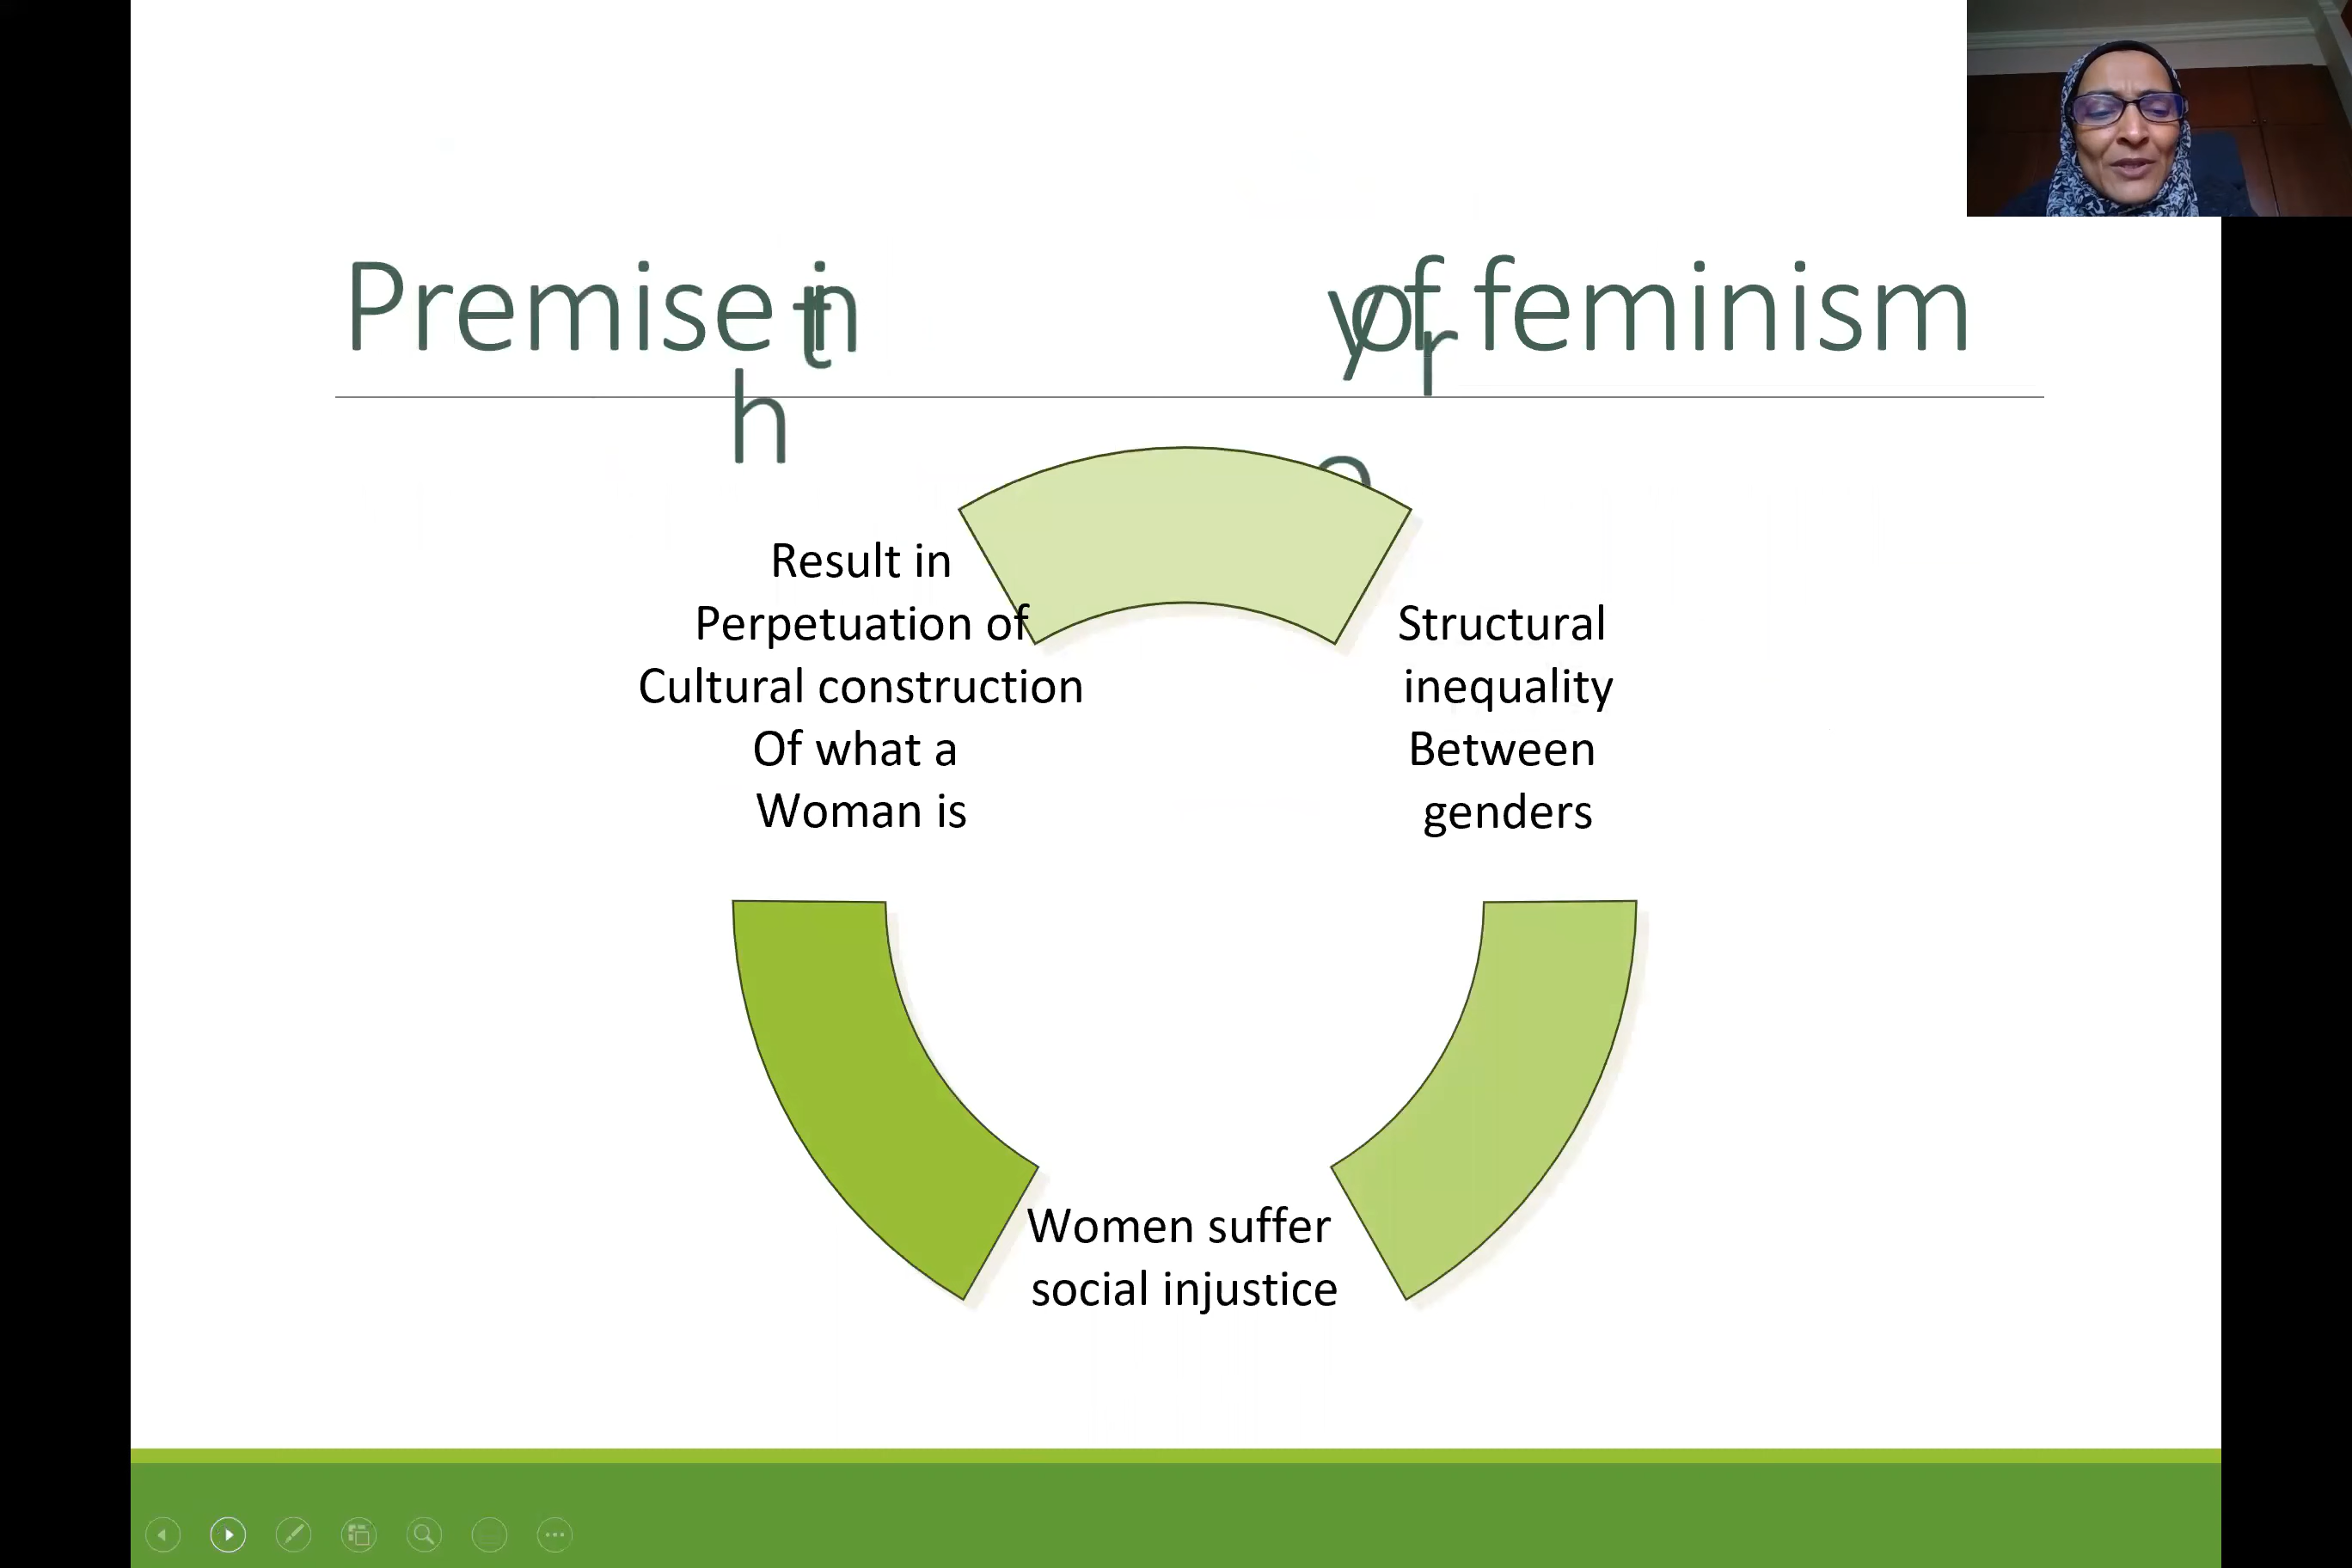 Premise in of feminism
Result in
Perpetuation of
Cultural construction
Of what a
Woman is
Structural
inequality
Between
genders
Women suffer
social injustice